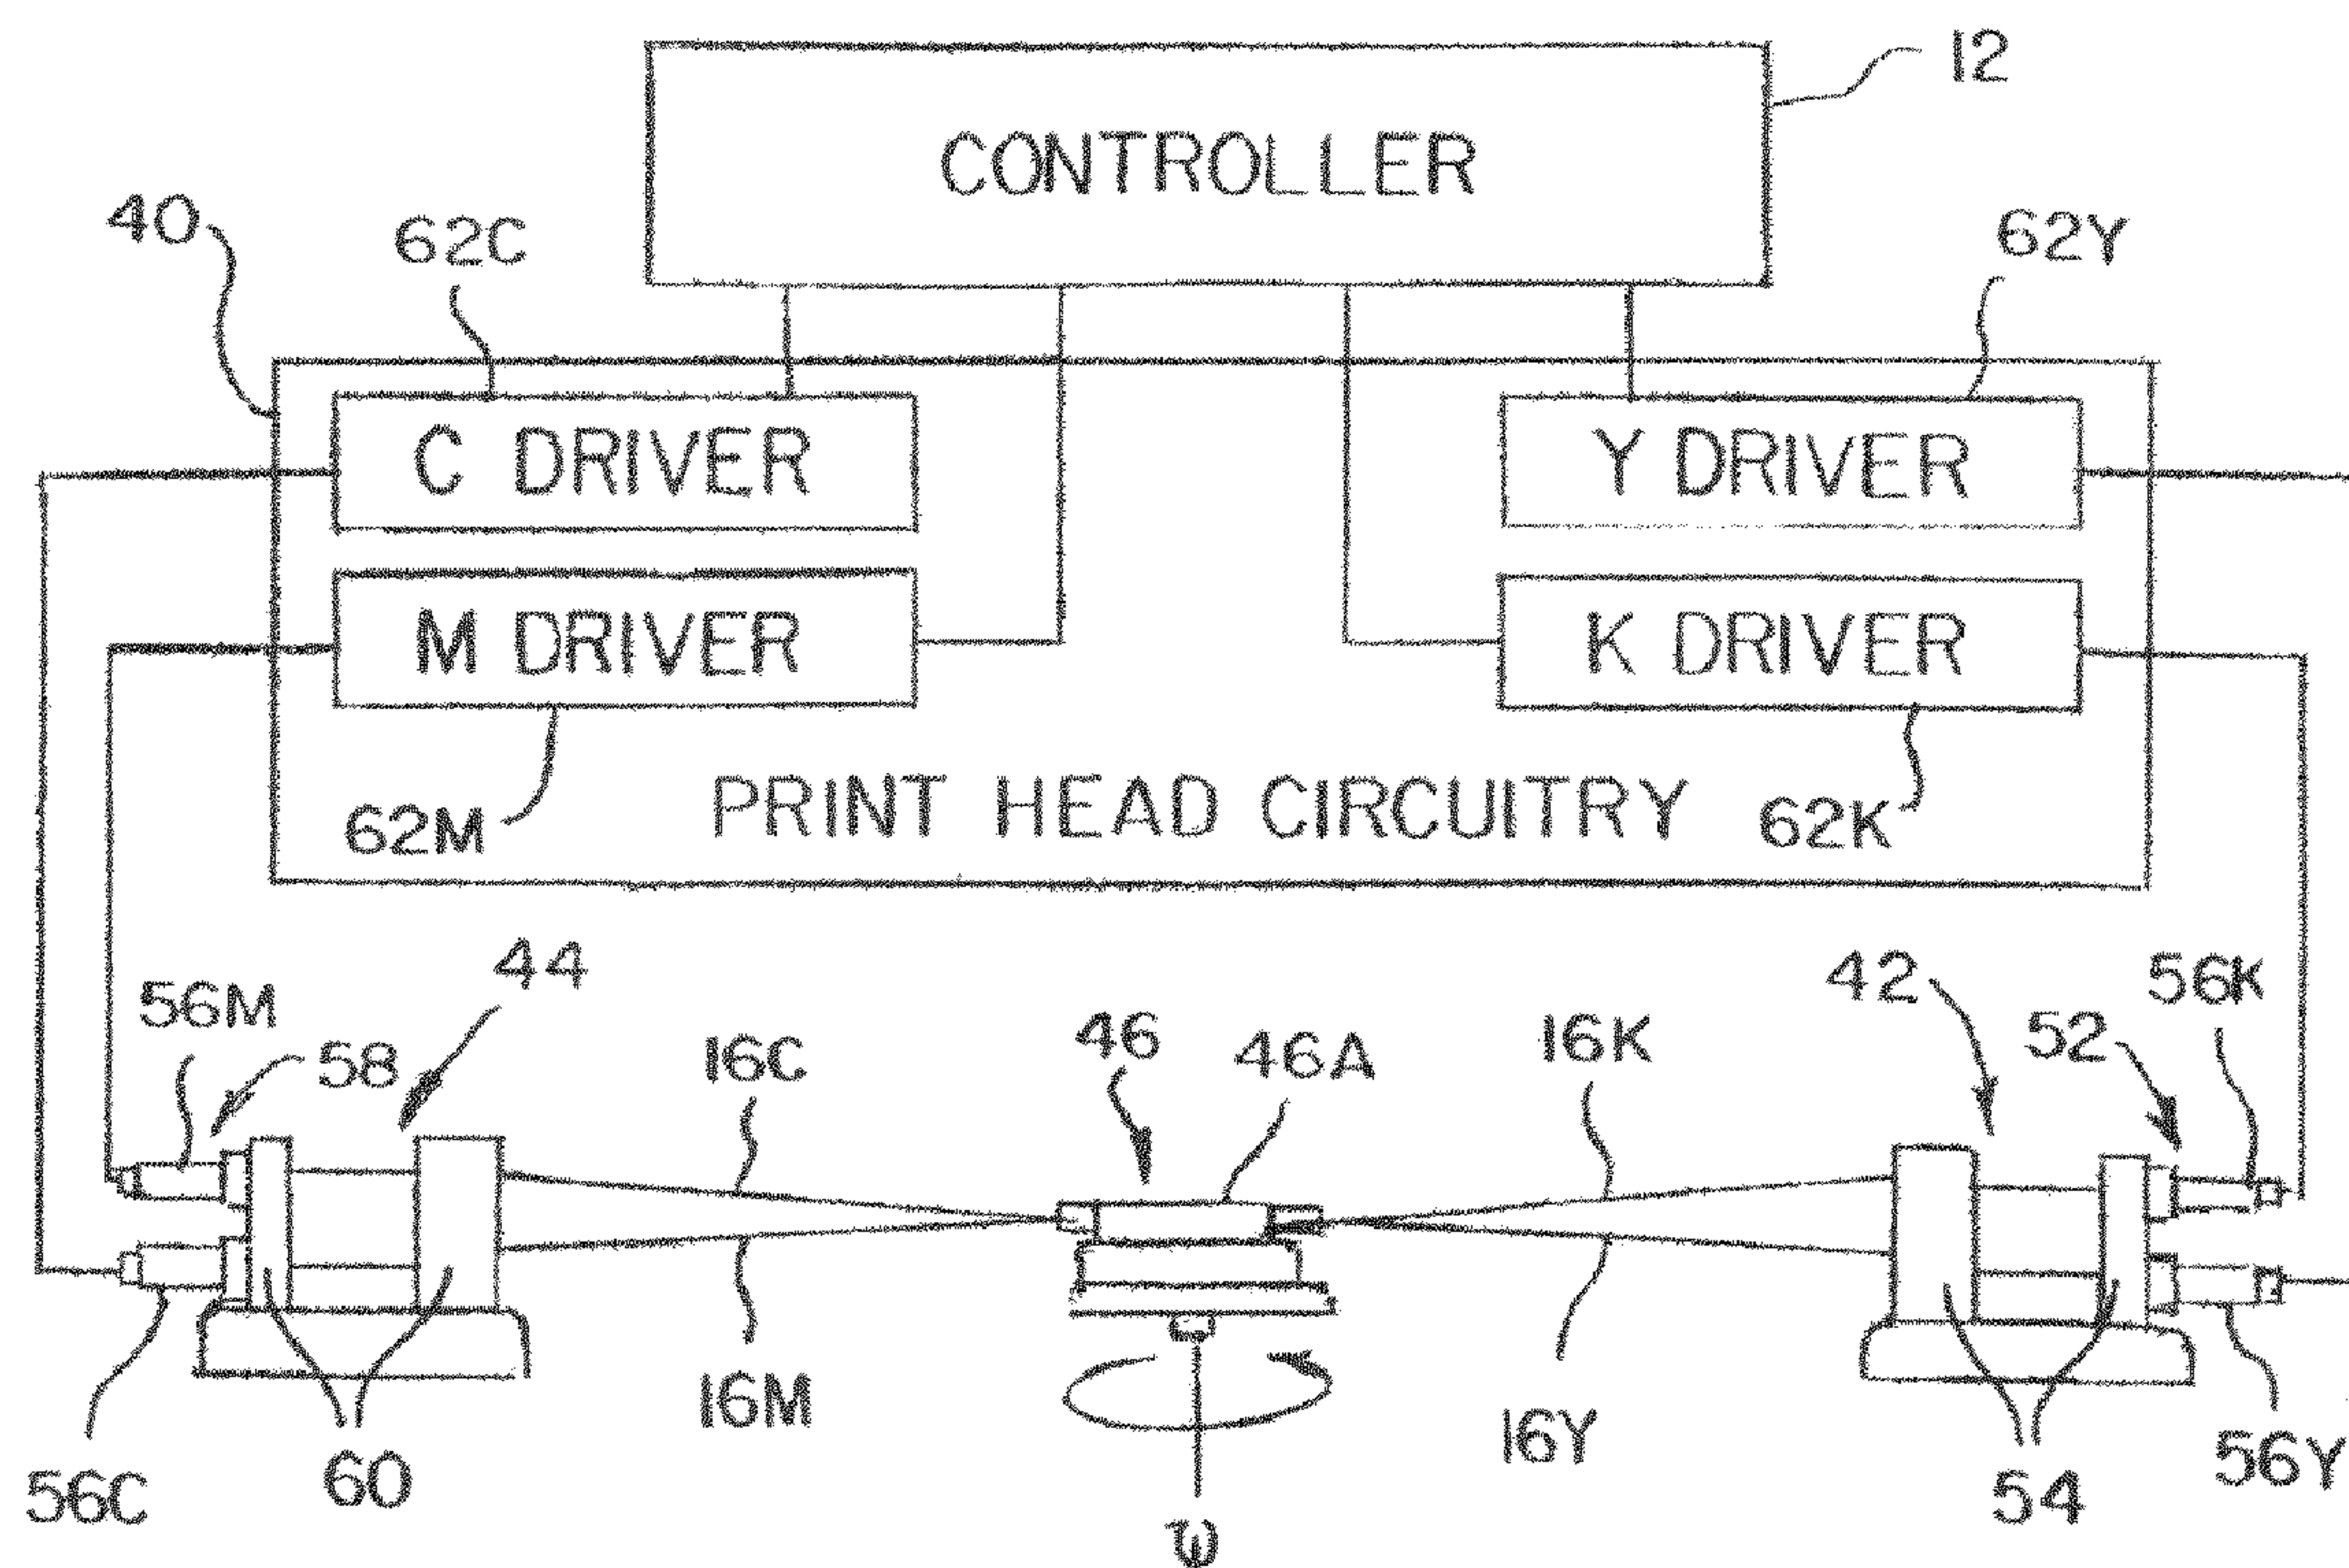 12
CONTROLLER
40
62C
62Y
C DRIVER
Y DRIVER
M DRIVER
K DRIVER
62M
PRINT HEAD CIRCUITRY
62K
44
42
56K
56M
58
16C
46
46A
16K
52
16M
16Y
56C
60
54
56Y
ω